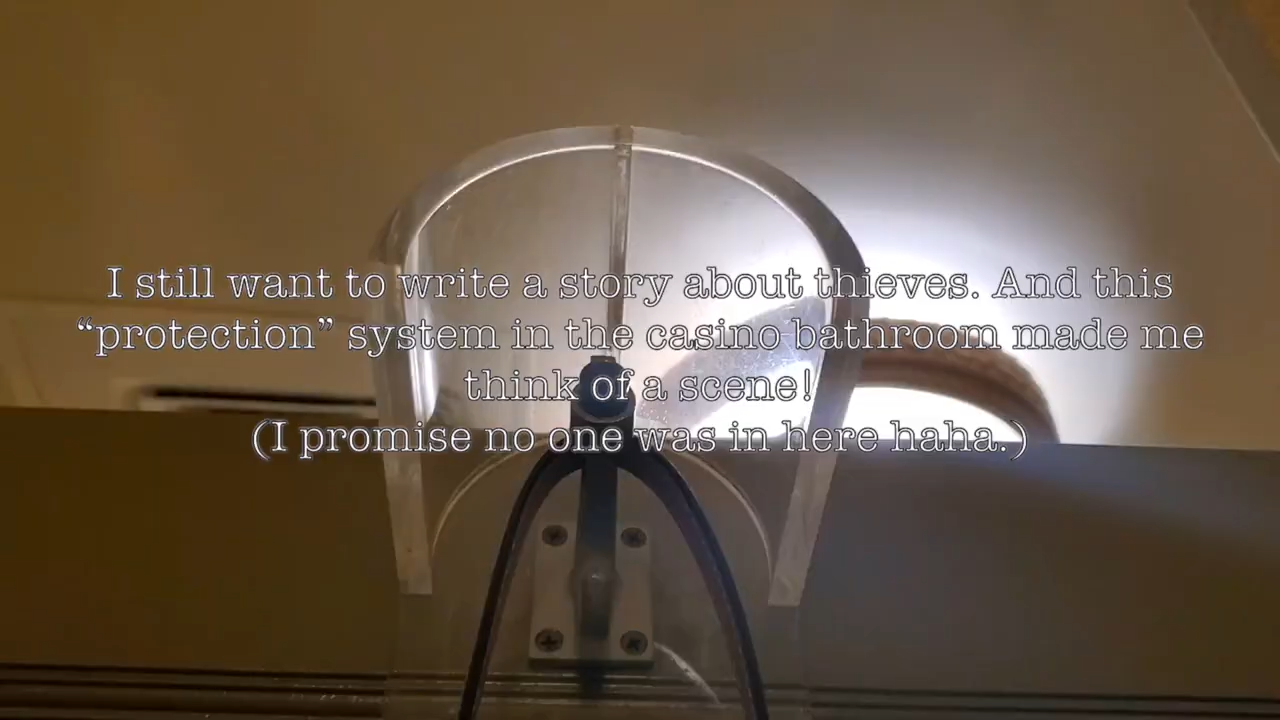 I still want to write a story about thieves. And this
“protection” system in the casino bathroom made me
think of a scene!
(I promise no one was in here haha.)